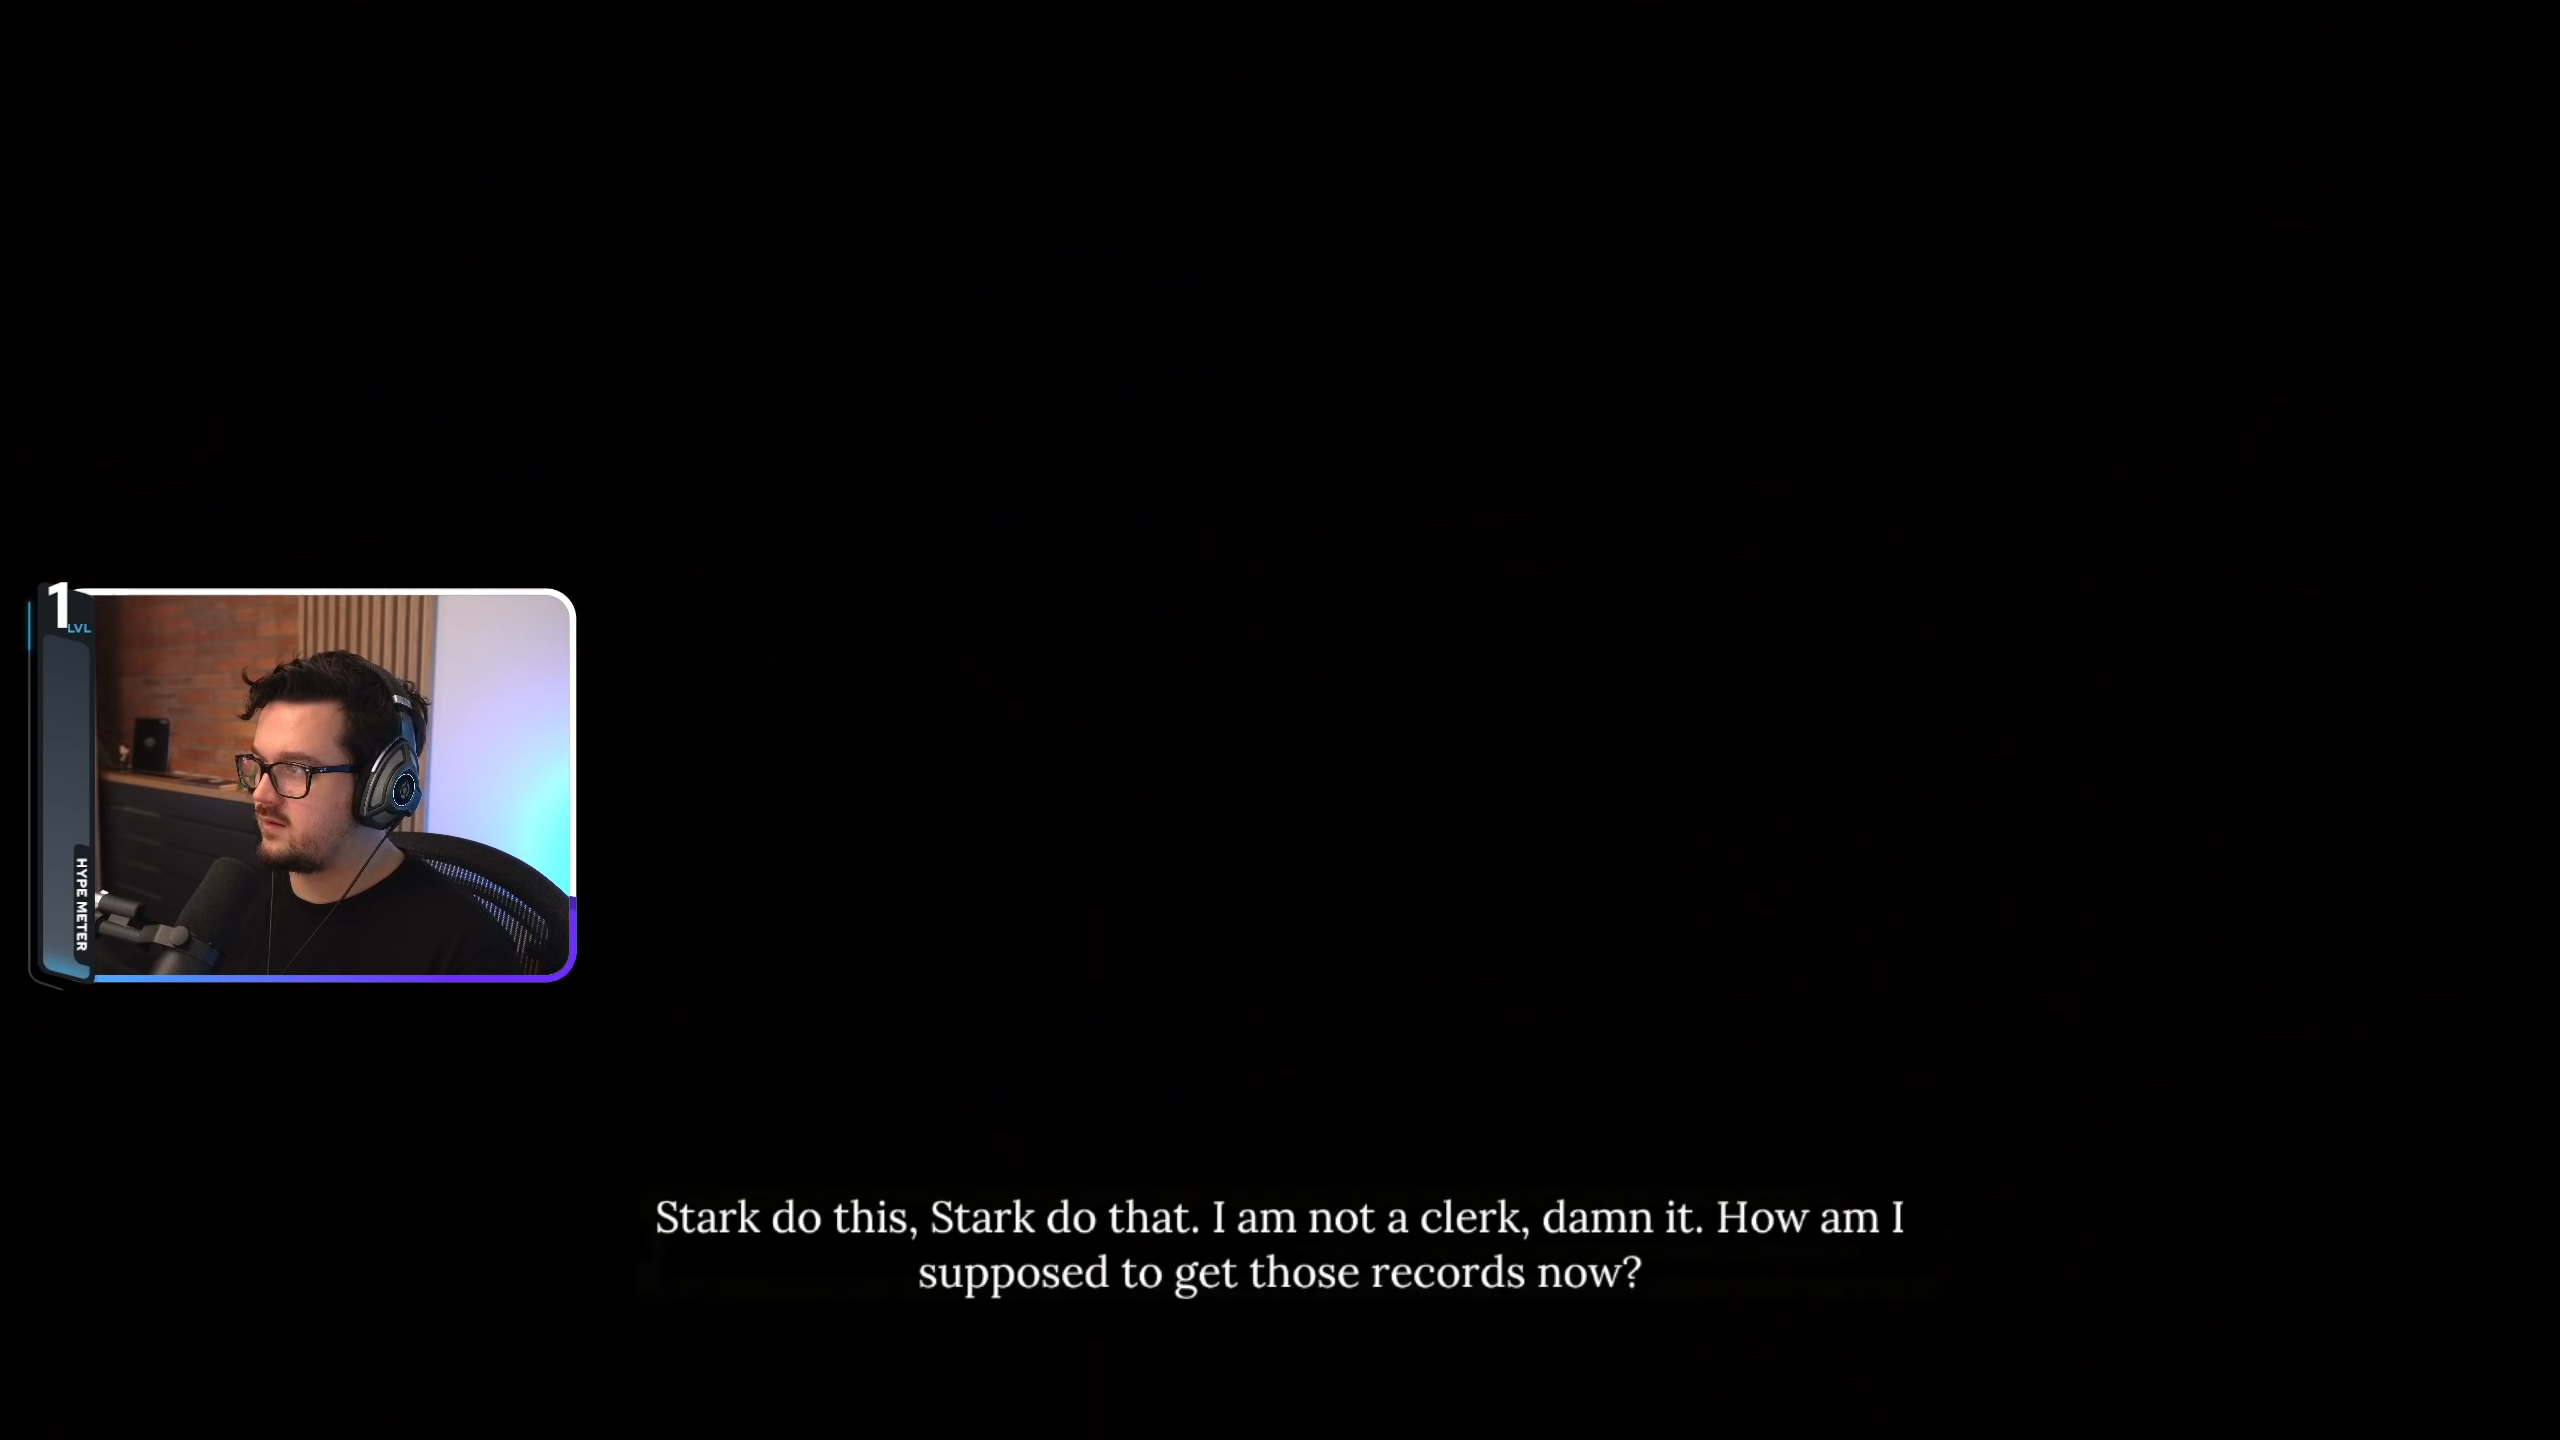 1
LVL
HYPE METER
Stark do this, Stark do that. I am not a clerk, damn it. How am I
supposed to get those records now?